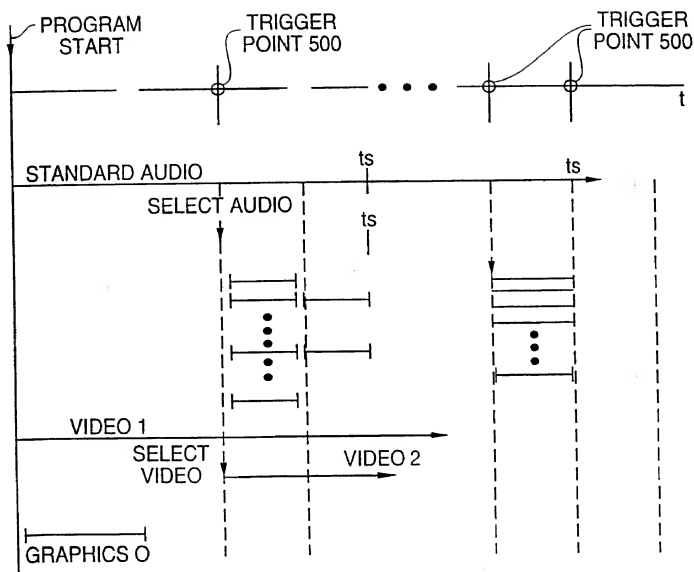 PROGRAM
START
TRIGGER
POINT 500
TRIGGER
POINT 500
t
STANDARD AUDIO
ts
ts
SELECT AUDIO
ts
VIDEO 1
SELECT
VIDEO
VIDEO 2
GRAPHICS O